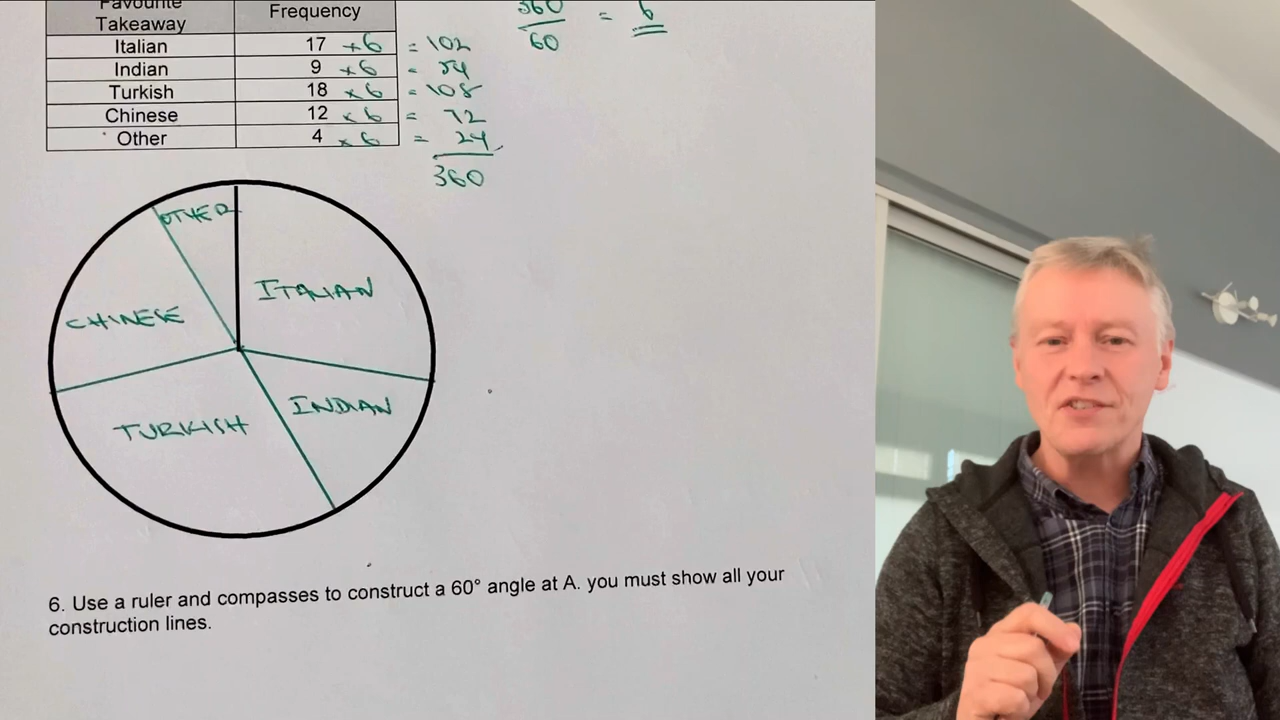 Favourite Frequency 360/60 = 6
Takeaway
Italian 17 ×6 = 102
Indian 9 ×6 = 54
Turkish 18 ×6 = 108
Chinese 12 ×6 = 72
Other 4 ×6 = 24
360
OTHER
ITALIAN
CHINESE
INDIAN
TURKISH
6. Use a ruler and compasses to construct a 60° angle at A. you must show all your
construction lines.